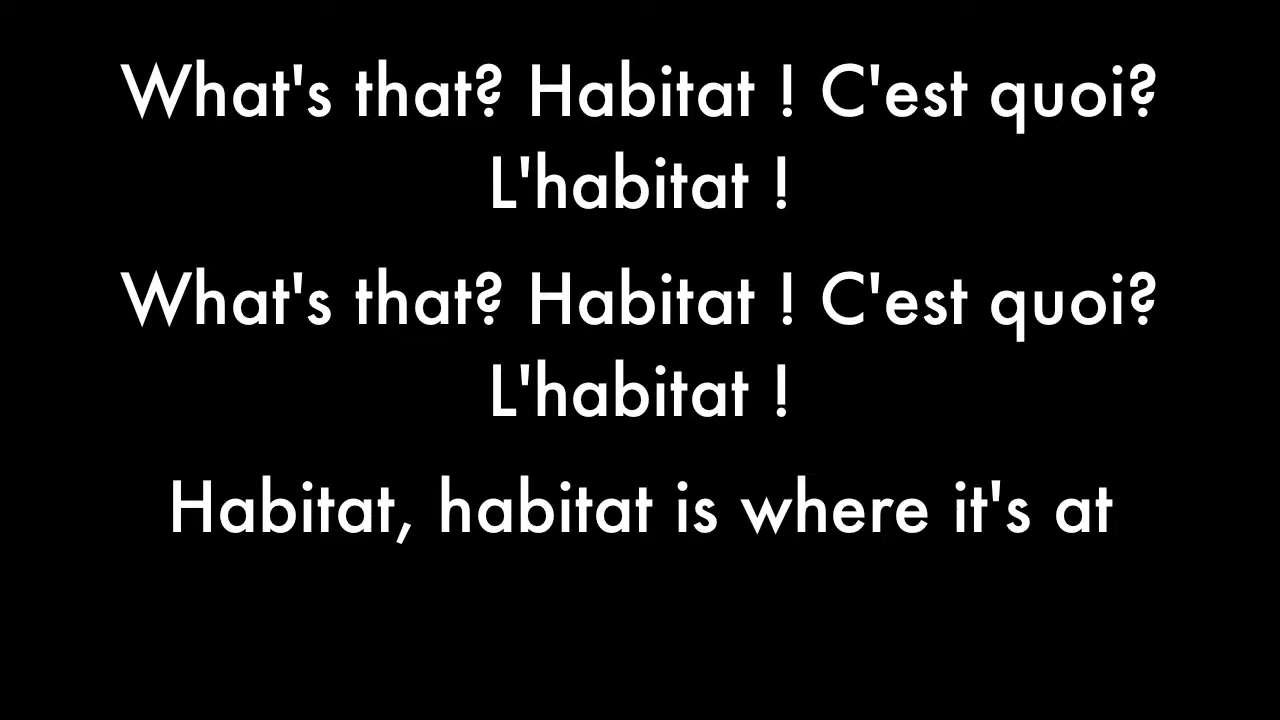 What's that? Habitat ! C'est quoi?
L'habitat !
What's that? Habitat ! C'est quoi?
L'habitat !
Habitat, habitat is where it's at